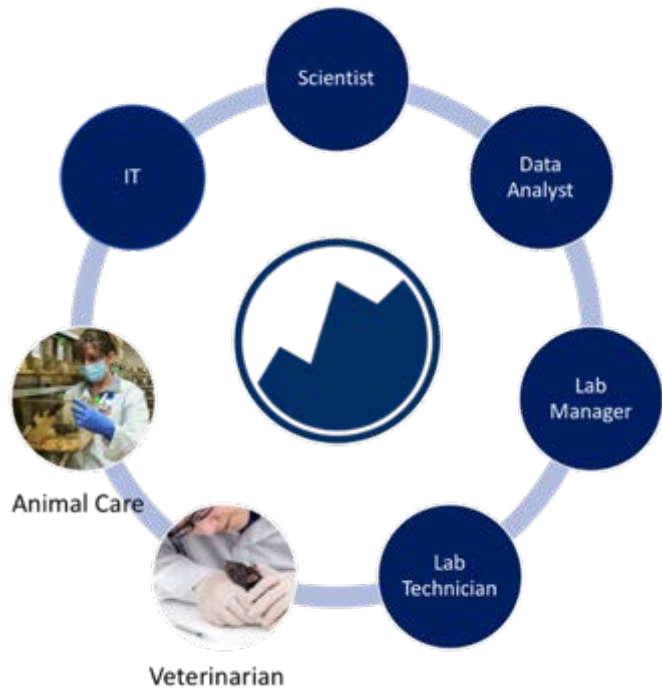 Scientist
Data
Analyst
Lab
Manager
Lab
Technician
Veterinarian
Animal Care
IT